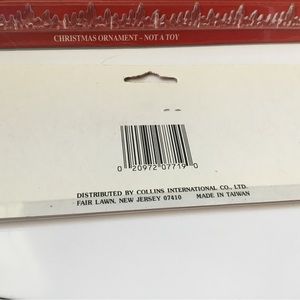 CHRISTMAS ORNAMENT - NOT A TOY
0 20972 07719 0
DISTRIBUTED BY COLLINS INTERNATIONAL CO., LTD.
FAIR LAWN, NEW JERSEY 07410 MADE IN TAIWAN